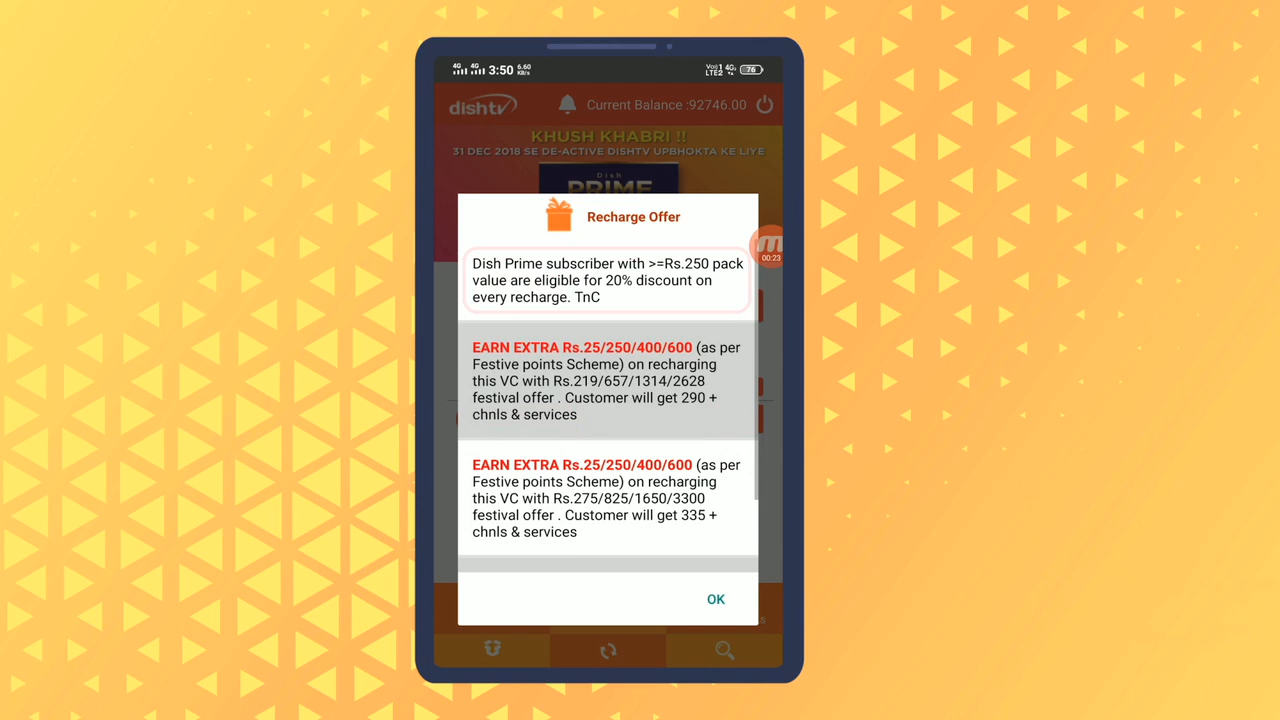 4G 4G 3:50 6.60 KB/s Vo)) 1 LTE2 4G 76
dishtv Current Balance :92746.00
KHUSH KHABRI !!
31 DEC 2018 SE DE-ACTIVE DISHTV UPBHOKTA KE LIYE
Dish
PRIME
Recharge Offer
00:23
Dish Prime subscriber with >=Rs.250 pack
value are eligible for 20% discount on
every recharge. TnC
EARN EXTRA Rs.25/250/400/600 (as per
Festive points Scheme) on recharging
this VC with Rs.219/657/1314/2628
festival offer . Customer will get 290 +
chnls & services
EARN EXTRA Rs.25/250/400/600 (as per
Festive points Scheme) on recharging
this VC with Rs.275/825/1650/3300
festival offer . Customer will get 335 +
chnls & services
OK